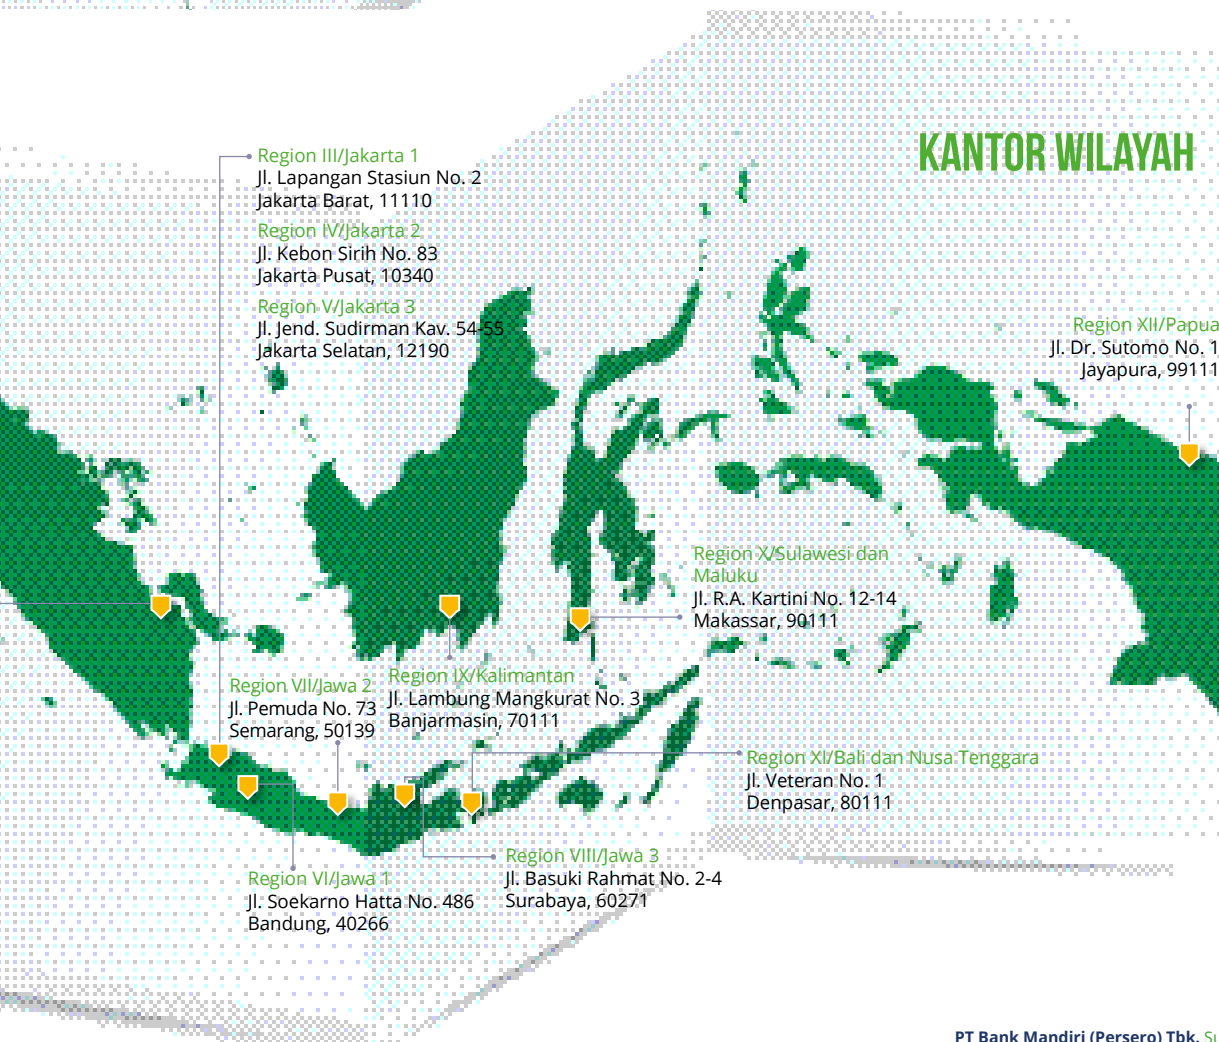 KANTOR WILAYAH
Region III/Jakarta 1
Jl. Lapangan Stasiun No. 2
Jakarta Barat, 11110
Region IV/Jakarta 2
Jl. Kebon Sirih No. 83
Jakarta Pusat, 10340
Region V/Jakarta 3
Jl. Jend. Sudirman Kav. 54-55
Jakarta Selatan, 12190
Region XII/Papua
Jl. Dr. Sutomo No. 1
Jayapura, 99111
Region X/Sulawesi dan
Maluku
Jl. R.A. Kartini No. 12-14
Makassar, 90111
Region IX/Kalimantan
Jl. Lambung Mangkurat No. 3
Banjarmasin, 70111
Region VII/Jawa 2
Jl. Pemuda No. 73
Semarang, 50139
Region XI/Bali dan Nusa Tenggara
Jl. Veteran No. 1
Denpasar, 80111
Region VIII/Jawa 3
Jl. Basuki Rahmat No. 2-4
Surabaya, 60271
Region VI/Jawa 1
Jl. Soekarno Hatta No. 486
Bandung, 40266
PT Bank Mandiri (Persero) Tbk.